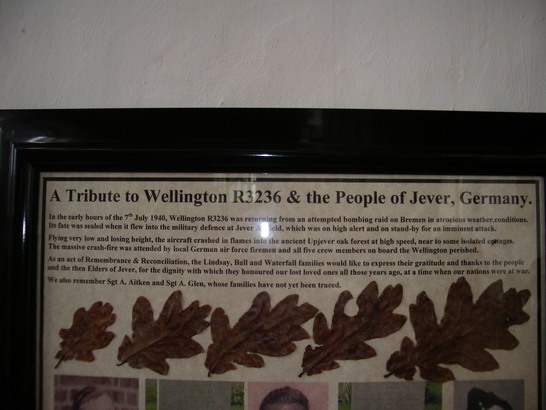 A Tribute to Wellington R3236 & the People of Jever, Germany.
In the early hours of the 7th July 1940, Wellington R3236 was returning from an attempted bombing raid on Bremen in atrocious weather conditions.
Its fate was sealed when it flew into the military defence at Jever which was on high alert and on stand-by for an imminent attack.
Flying very low and losing height, the aircraft crashed in flames into the ancient Upjever oak forest at high speed, near to some isolated cottages.
The massive crash-fire was attended by local German air force firemen and all five crew members on board the Wellington perished.
As an act of Remembrance & Reconciliation, the Lindsay, Ball and Waterfall families would like to express their gratitude and thanks to the people
and the then Elders of Jever, for the dignity with which they honoured our lost loved ones all those years ago, at a time when our nations were at war.
We also remember Sgt A. Aitken and Sgt A. Glen, whose families have not yet been traced.